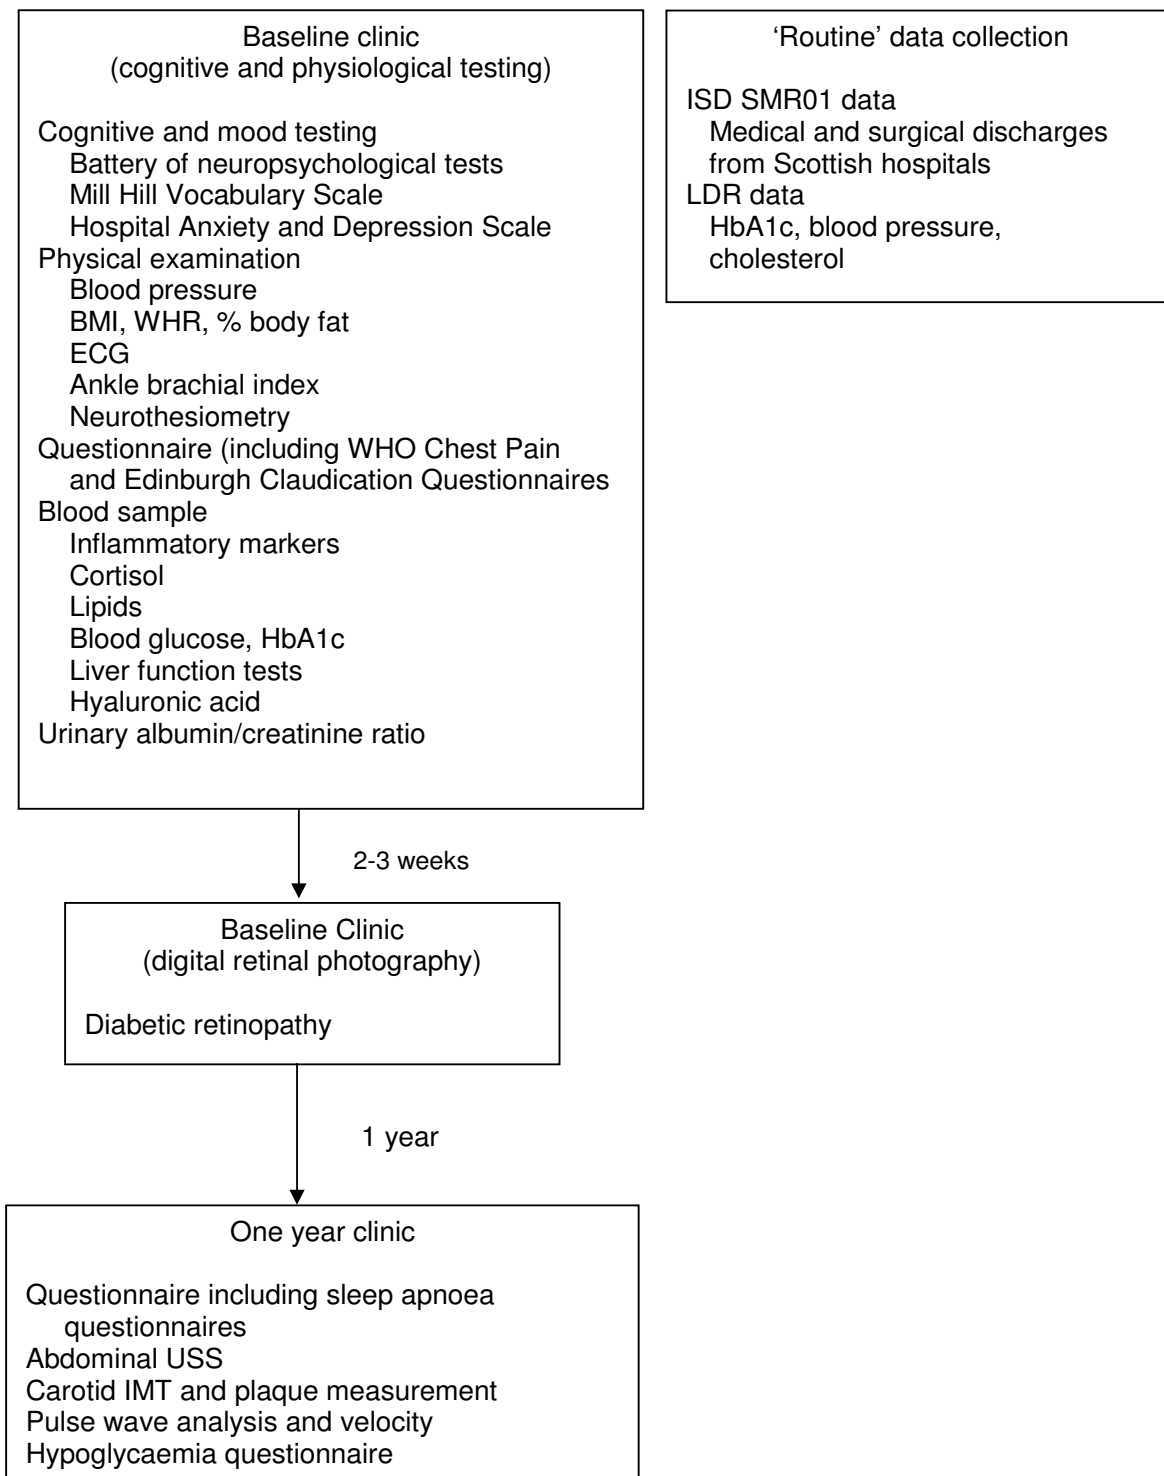 Baseline clinic
(cognitive and physiological testing)
Cognitive and mood testing
Battery of neuropsychological tests
Mill Hill Vocabulary Scale
Hospital Anxiety and Depression Scale
Physical examination
Blood pressure
BMI, WHR, % body fat
ECG
Ankle brachial index
Neurothesiometry
Questionnaire (including WHO Chest Pain
and Edinburgh Claudication Questionnaires
Blood sample
Inflammatory markers
Cortisol
Lipids
Blood glucose, HbA1c
Liver function tests
Hyaluronic acid
Urinary albumin/creatinine ratio
‘Routine’ data collection
ISD SMR01 data
Medical and surgical discharges
from Scottish hospitals
LDR data
HbA1c, blood pressure,
cholesterol
2-3 weeks
Baseline Clinic
(digital retinal photography)
Diabetic retinopathy
1 year
One year clinic
Questionnaire including sleep apnoea
questionnaires
Abdominal USS
Carotid IMT and plaque measurement
Pulse wave analysis and velocity
Hypoglycaemia questionnaire